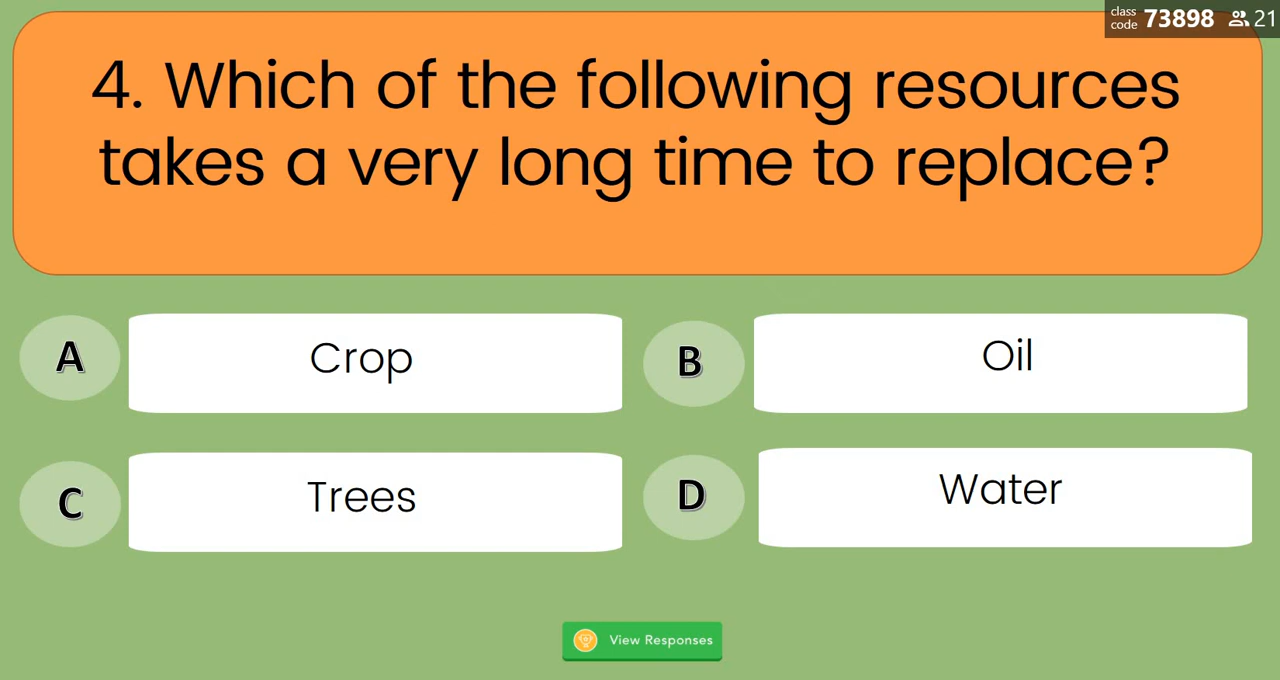 class
code 73898 21
4. Which of the following resources
takes a very long time to replace?
A Crop
B Oil
C Trees
D Water
View Responses